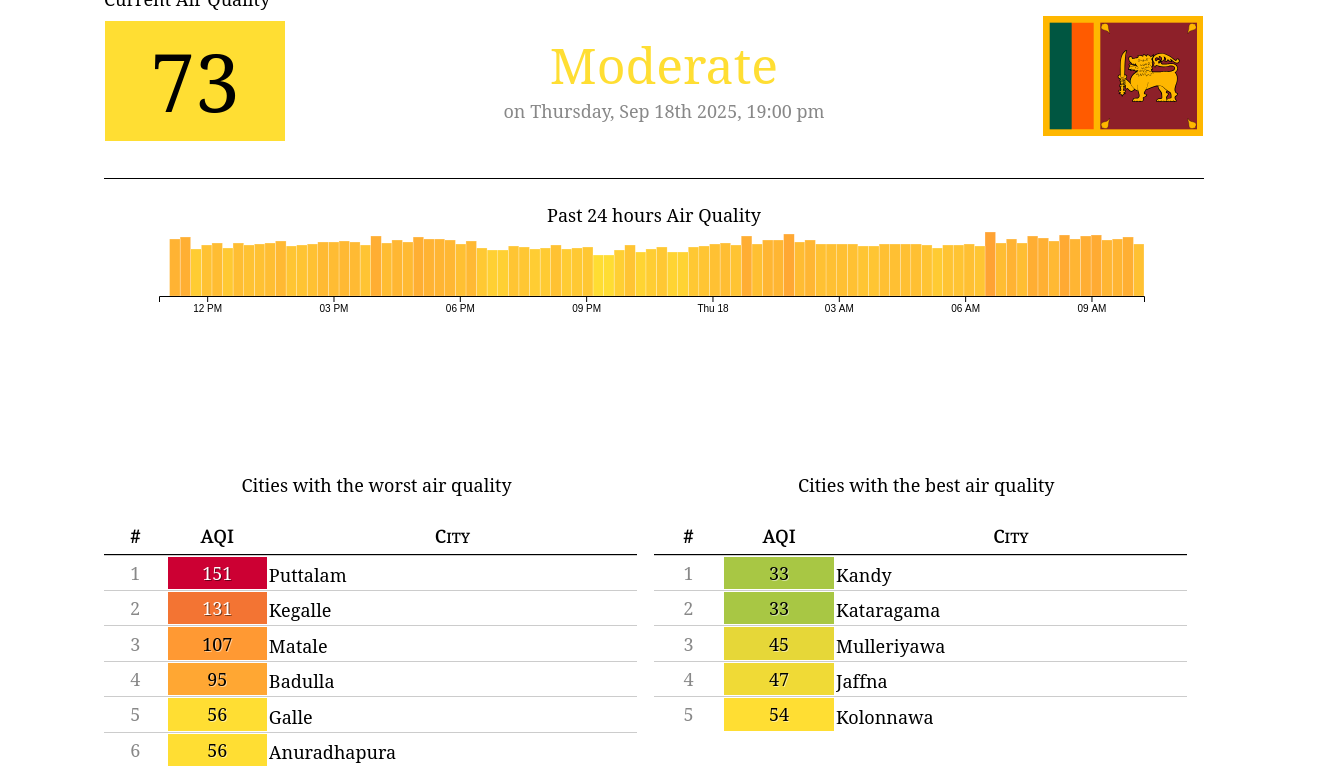 Current Air Quality
73
Moderate
on Thursday, Sep 18th 2025, 19:00 pm
Past 24 hours Air Quality
12 PM 03 PM 06 PM 09 PM Thu 18 03 AM 06 AM 09 AM
Cities with the worst air quality
# AQI City
1 151 Puttalam
2 131 Kegalle
3 107 Matale
4 95 Badulla
5 56 Galle
6 56 Anuradhapura
Cities with the best air quality
# AQI City
1 33 Kandy
2 33 Kataragama
3 45 Mulleriyawa
4 47 Jaffna
5 54 Kolonnawa